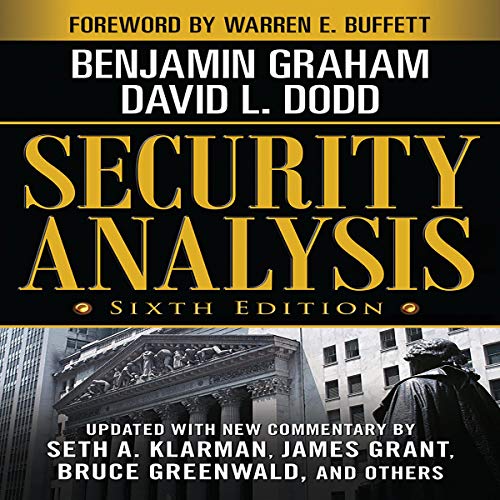 FOREWORD BY WARREN E. BUFFETT
BENJAMIN GRAHAM
DAVID L. DODD
SECURITY
ANALYSIS
SIXTH EDITION
UPDATED WITH NEW COMMENTARY BY
SETH A. KLARMAN, JAMES GRANT,
BRUCE GREENWALD, AND OTHERS